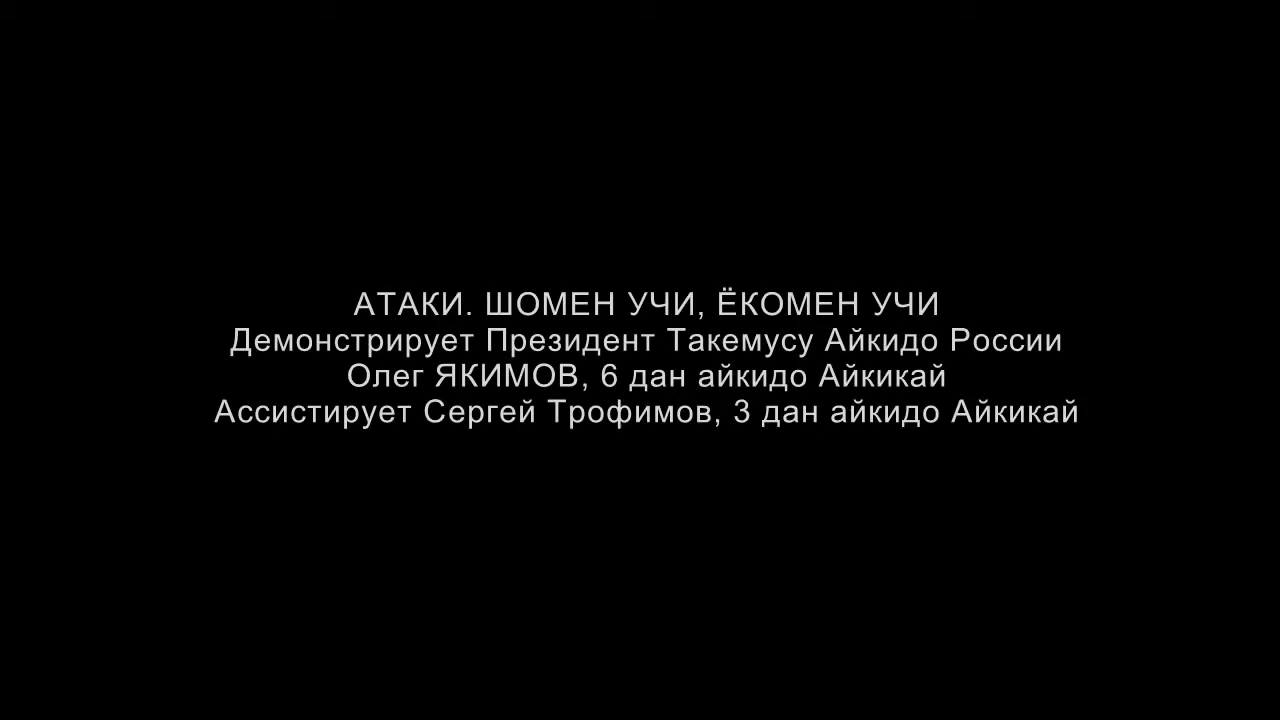 АТАКИ. ШОМЕН УЧИ, ЁКОМЕН УЧИ
Демонстрирует Президент Такемусу Айкидо России
Олег ЯКИМОВ, 6 дан айкидо Айкикай
Ассистирует Сергей Трофимов, 3 дан айкидо Айкикай